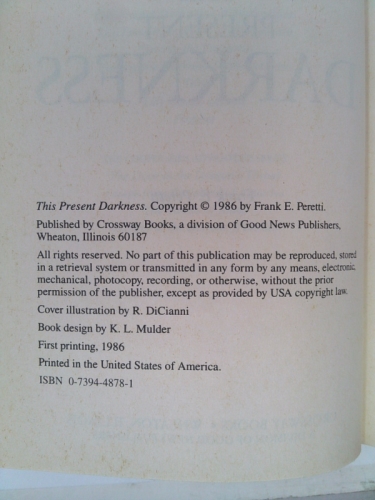 This Present Darkness. Copyright © 1986 by Frank E. Peretti.
Published by Crossway Books, a division of Good News Publishers,
Wheaton, Illinois 60187
All rights reserved. No part of this publication may be reproduced, stored
in a retrieval system or transmitted in any form by any means, electronic,
mechanical, photocopy, recording, or otherwise, without the prior
permission of the publisher, except as provided by USA copyright law.
Cover illustration by R. DiCianni
Book design by K. L. Mulder
First printing, 1986
Printed in the United States of America.
ISBN 0-7394-4878-1